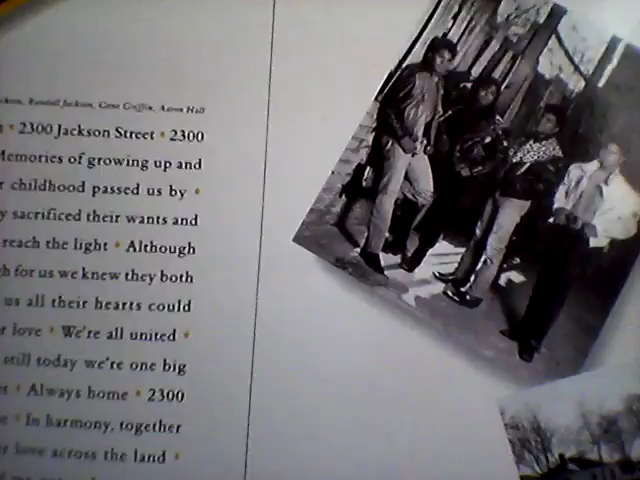 Jackson, Gene Griffin, Aaron Hall
• 2300 Jackson Street • 2300
Memories of growing up and
childhood passed us by •
sacrificed their wants and
reach the light • Although
for us we knew they both
us all their hearts could
love • We're all united •
still today we're one big
• Always home • 2300
• In harmony, together
love across the land •